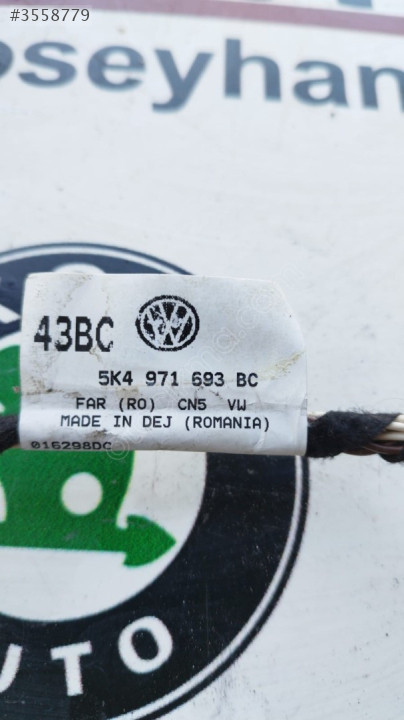 #3558779
oseyhan
43BC
5K4 971 693 BC
FAR (RO) CN5 VW
MADE IN DEJ (ROMANIA)
016298DC
UTO